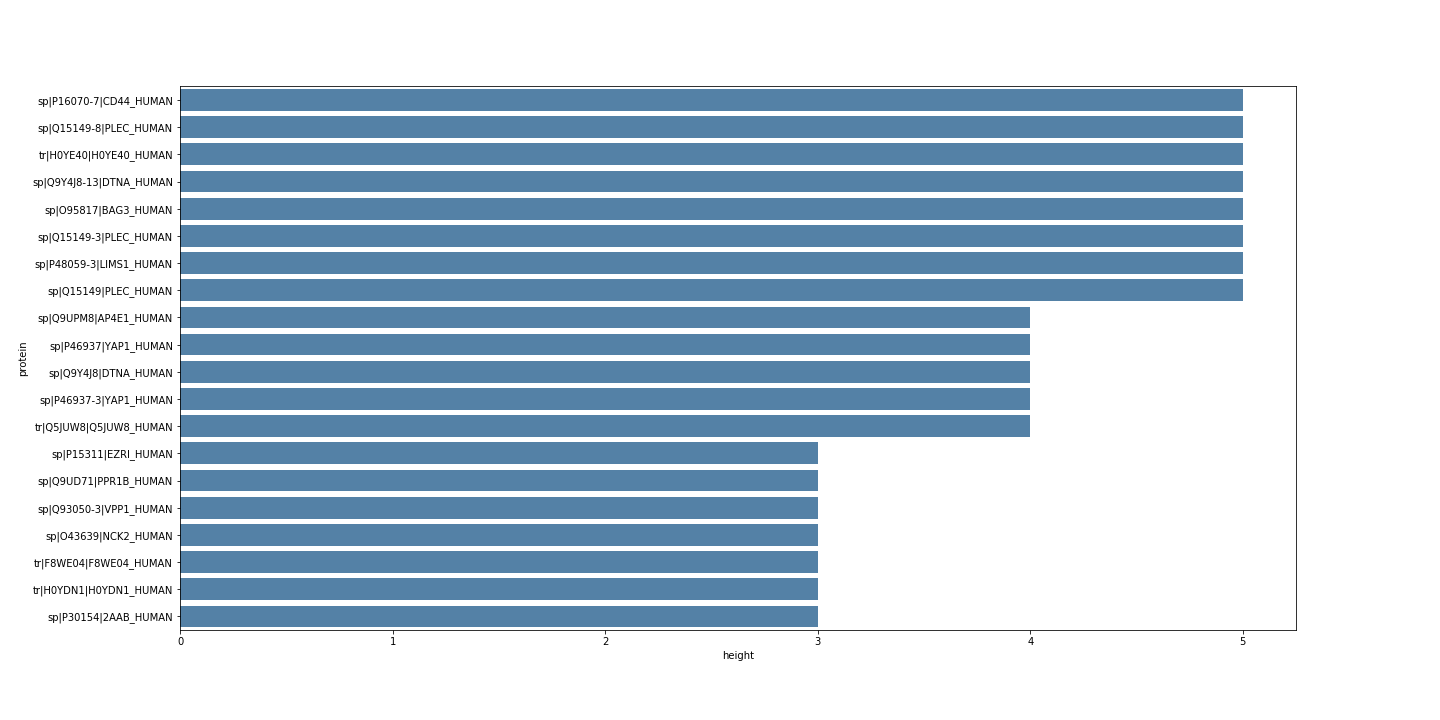 sp|P16070-7|CD44_HUMAN
sp|Q15149-8|PLEC_HUMAN
tr|H0YE40|H0YE40_HUMAN
sp|Q9Y4J8-13|DTNA_HUMAN
sp|O95817|BAG3_HUMAN
sp|Q15149-3|PLEC_HUMAN
sp|P48059-3|LIMS1_HUMAN
sp|Q15149|PLEC_HUMAN
sp|Q9UPM8|AP4E1_HUMAN
sp|P46937|YAP1_HUMAN
sp|Q9Y4J8|DTNA_HUMAN
sp|P46937-3|YAP1_HUMAN
tr|Q5JUW8|Q5JUW8_HUMAN
sp|P15311|EZRI_HUMAN
sp|Q9UD71|PPR1B_HUMAN
sp|Q93050-3|VPP1_HUMAN
sp|O43639|NCK2_HUMAN
tr|F8WE04|F8WE04_HUMAN
tr|H0YDN1|H0YDN1_HUMAN
sp|P30154|2AAB_HUMAN
protein
0 1 2 3 4 5
height